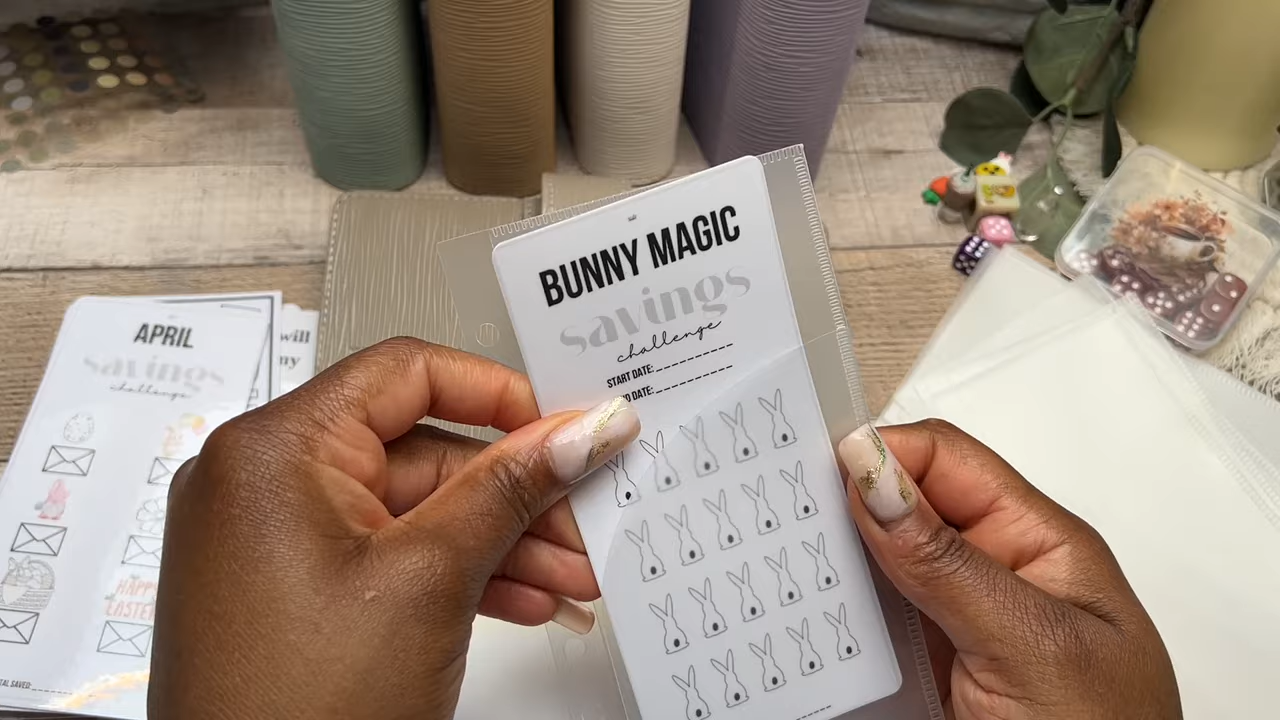 BUNNY MAGIC
savings
challenge
START DATE:
APRIL
savings
challenge
HAPPY
EASTER
will
my